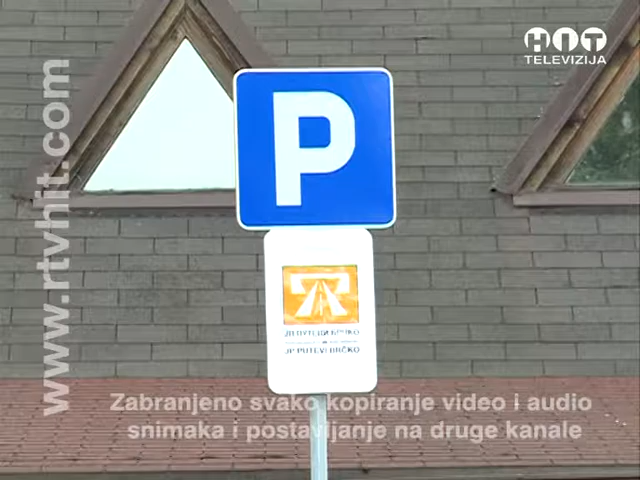 HIT
TELEVIZIJA
www.rtvhit.com
P
ЈП ПУТЕВИ БРЧКО
JP PUTEVI BRČKO
Zabranjeno svako kopiranje video i audio
snimaka i postavljanje na druge kanale